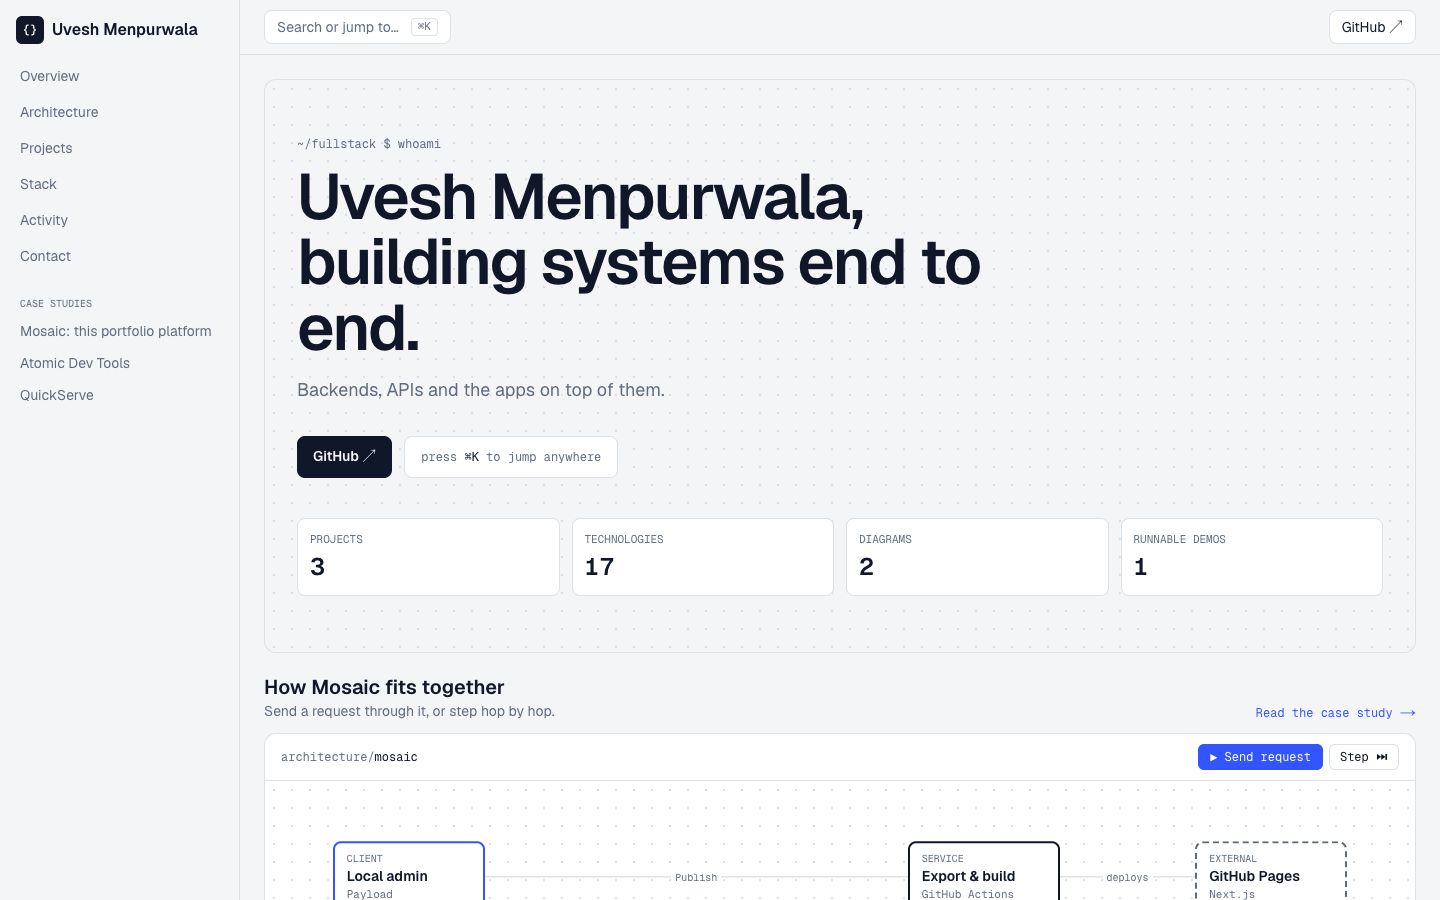 {} Uvesh Menpurwala
Overview
Architecture
Projects
Stack
Activity
Contact
CASE STUDIES
Mosaic: this portfolio platform
Atomic Dev Tools
QuickServe
Search or jump to… ⌘K
GitHub ↗
~/fullstack $ whoami
Uvesh Menpurwala,
building systems end to
end.
Backends, APIs and the apps on top of them.
GitHub ↗
press ⌘K to jump anywhere
PROJECTS
3
TECHNOLOGIES
17
DIAGRAMS
2
RUNNABLE DEMOS
1
How Mosaic fits together
Send a request through it, or step hop by hop.
Read the case study →
architecture/mosaic
▶ Send request
Step ⏭
CLIENT
Local admin
Payload
Publish
SERVICE
Export & build
GitHub Actions
deploys
EXTERNAL
GitHub Pages
Next.js